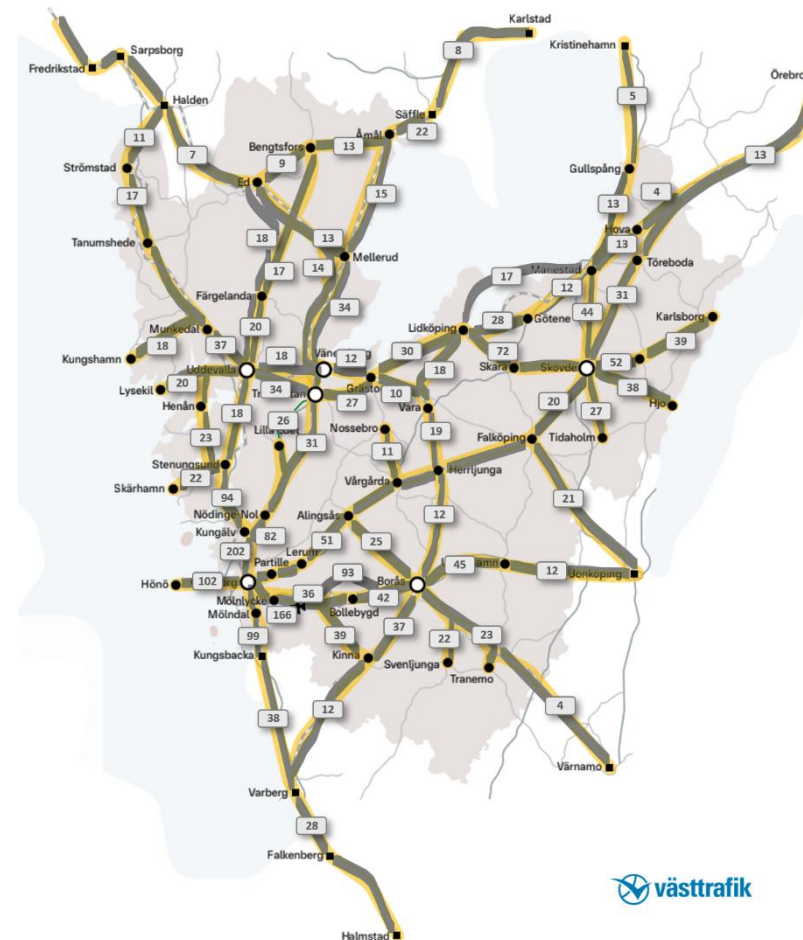 Karlstad
Kristinehamn
8
Sarpsborg
Fredrikstad
Örebro
5
Halden
Säffle
22
Åmål
11
Bengtsfors
13
13
7
9
Strömstad
Gullspång
Ed
15
4
17
13
Hova
18
13
13
Tanumshede
Mellerud
Töreboda
14
17
17
Mariestad
12
31
Färgelanda
34
44
Karlsborg
20
28
Götene
Munkedal
Lidköping
37
30
39
18
18
12
72
52
Kungshamn
Uddevalla
Skara
Skövde
18
20
34
10
38
Lysekil
27
Hjo
Henån
Vara
20
18
26
27
Nossebro
19
Falköping
Tidaholm
23
31
11
Stenungsund
22
Herrljunga
Vårgårda
Skärhamn
94
21
Nödinge-Nol
Alingsås
12
Kungälv
82
51
25
202
Lerum
Partille
93
45
12
Hönö
102
Borås
Jönköping
36
42
Mölnlycke
Bollebygd
166
Mölndal
37
99
39
22
23
Kungsbacka
Kinna
Svenljunga
Tranemo
12
4
38
Värnamo
Varberg
28
Falkenberg
västtrafik
Halmstad